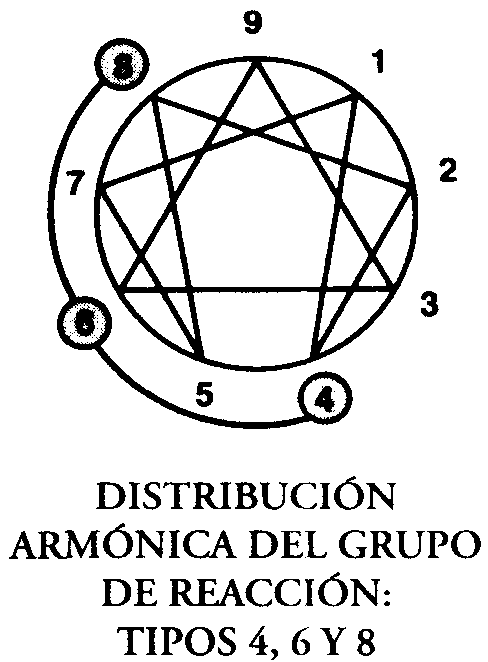 9
8
1
7
2
6
3
5
4
DISTRIBUCIÓN
ARMÓNICA DEL GRUPO
DE REACCIÓN:
TIPOS 4, 6 Y 8